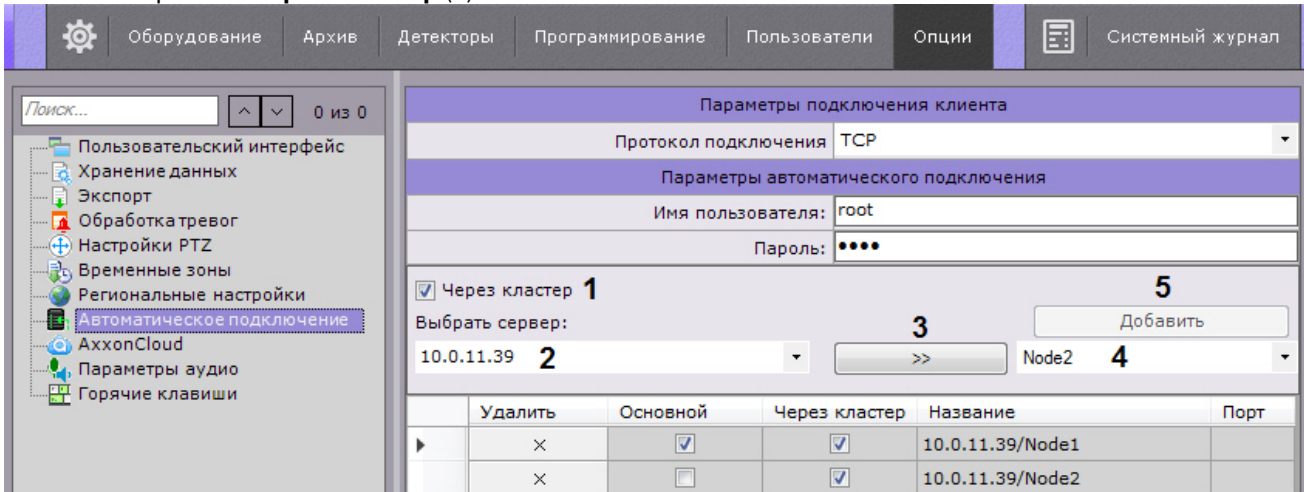 Оборудование Архив Детекторы Программирование Пользователи Опции Системный журнал
Поиск... 0 из 0
Пользовательский интерфейс
Хранение данных
Экспорт
Обработка тревог
Настройки PTZ
Временные зоны
Региональные настройки
Автоматическое подключение
AxxonCloud
Параметры аудио
Горячие клавиши
Параметры подключения клиента
Протокол подключения TCP
Параметры автоматического подключения
Имя пользователя: root
Пароль: ••••
Через кластер 1 5
Выбрать сервер: 3 Добавить
10.0.11.39 2 >> Node2 4
Удалить Основной Через кластер Название Порт
× 10.0.11.39/Node1
× 10.0.11.39/Node2